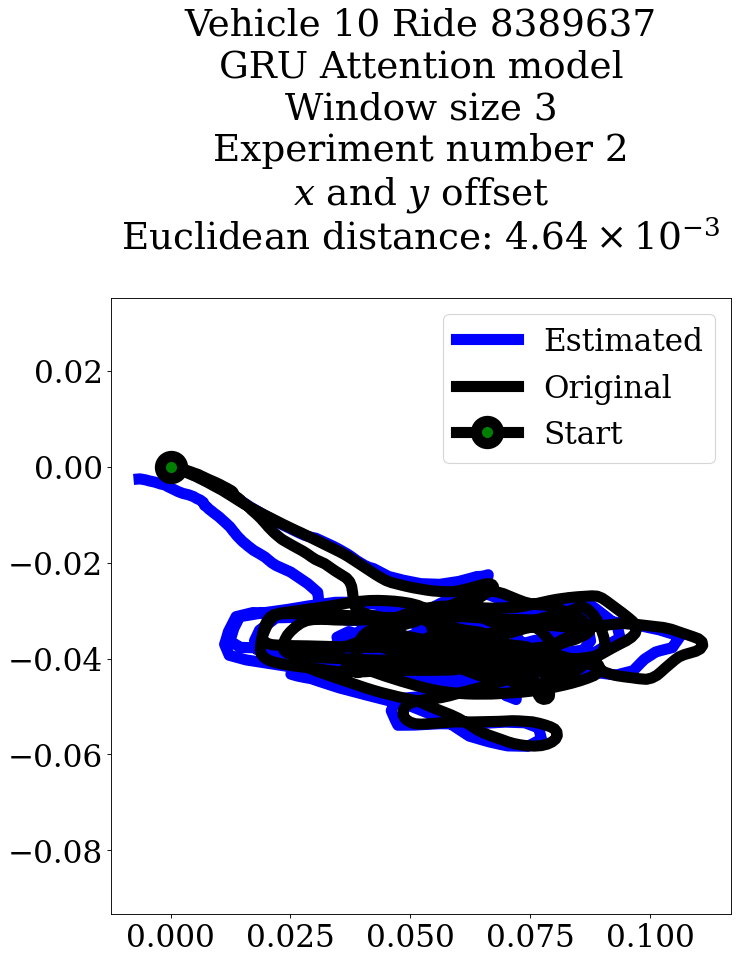 Vehicle 10 Ride 8389637
GRU Attention model
Window size 3
Experiment number 2
x and y offset
Euclidean distance: 4.64 × 10⁻³
Estimated
Original
Start
0.02
0.00
−0.02
−0.04
−0.06
−0.08
0.000 0.025 0.050 0.075 0.100